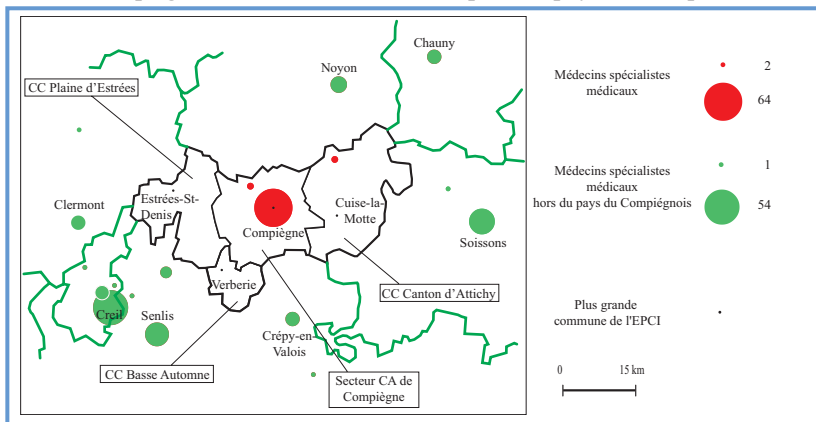 Chauny
Noyon
CC Plaine d'Estrées
Estrées-St-
Denis
Clermont
Cuise-la-
Motte
Compiègne
Soissons
Verberie
CC Canton d'Attichy
Creil
Senlis
Crépy-en-
Valois
CC Basse Automne
Secteur CA de
Compiègne
Médecins spécialistes
médicaux
2
64
Médecins spécialistes
médicaux
hors du pays du Compiégnois
1
54
Plus grande
commune de l'EPCI
0 15 km